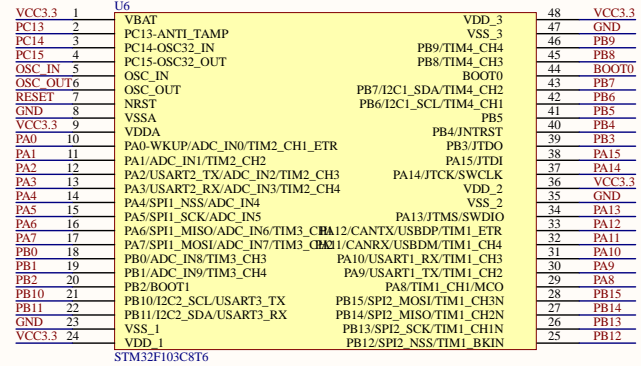 U6
VCC3.3 1 VBAT VDD_3 48 VCC3.3
PC13 2 PC13-ANTI_TAMP VSS_3 47 GND
PC14 3 PC14-OSC32_IN PB9/TIM4_CH4 46 PB9
PC15 4 PC15-OSC32_OUT PB8/TIM4_CH3 45 PB8
OSC_IN 5 OSC_IN BOOT0 44 BOOT0
OSC_OUT 6 OSC_OUT PB7/I2C1_SDA/TIM4_CH2 43 PB7
RESET 7 NRST PB6/I2C1_SCL/TIM4_CH1 42 PB6
GND 8 VSSA PB5 41 PB5
VCC3.3 9 VDDA PB4/JNTRST 40 PB4
PA0 10 PA0-WKUP/ADC_IN0/TIM2_CH1_ETR PB3/JTDO 39 PB3
PA1 11 PA1/ADC_IN1/TIM2_CH2 PA15/JTDI 38 PA15
PA2 12 PA2/USART2_TX/ADC_IN2/TIM2_CH3 PA14/JTCK/SWCLK 37 PA14
PA3 13 PA3/USART2_RX/ADC_IN3/TIM2_CH4 VDD_2 36 VCC3.3
PA4 14 PA4/SPI1_NSS/ADC_IN4 VSS_2 35 GND
PA5 15 PA5/SPI1_SCK/ADC_IN5 PA13/JTMS/SWDIO 34 PA13
PA6 16 PA6/SPI1_MISO/ADC_IN6/TIM3_CH1 PA12/CANTX/USBDP/TIM1_ETR 33 PA12
PA7 17 PA7/SPI1_MOSI/ADC_IN7/TIM3_CH2 PA11/CANRX/USBDM/TIM1_CH4 32 PA11
PB0 18 PB0/ADC_IN8/TIM3_CH3 PA10/USART1_RX/TIM1_CH3 31 PA10
PB1 19 PB1/ADC_IN9/TIM3_CH4 PA9/USART1_TX/TIM1_CH2 30 PA9
PB2 20 PB2/BOOT1 PA8/TIM1_CH1/MCO 29 PA8
PB10 21 PB10/I2C2_SCL/USART3_TX PB15/SPI2_MOSI/TIM1_CH3N 28 PB15
PB11 22 PB11/I2C2_SDA/USART3_RX PB14/SPI2_MISO/TIM1_CH2N 27 PB14
GND 23 VSS_1 PB13/SPI2_SCK/TIM1_CH1N 26 PB13
VCC3.3 24 VDD_1 PB12/SPI2_NSS/TIM1_BKIN 25 PB12
STM32F103C8T6